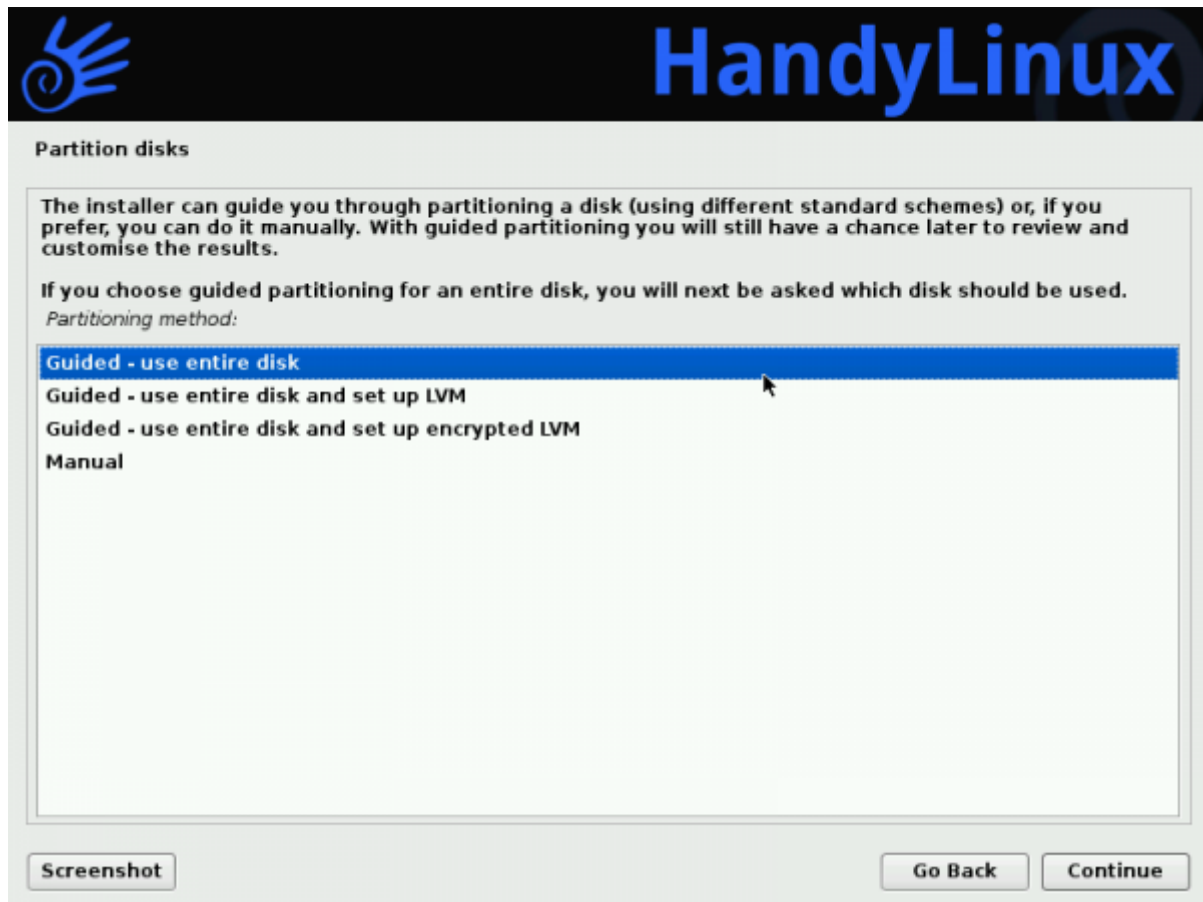 HandyLinux
Partition disks
The installer can guide you through partitioning a disk (using different standard schemes) or, if you
prefer, you can do it manually. With guided partitioning you will still have a chance later to review and
customise the results.
If you choose guided partitioning for an entire disk, you will next be asked which disk should be used.
Partitioning method:
Guided - use entire disk
Guided - use entire disk and set up LVM
Guided - use entire disk and set up encrypted LVM
Manual
Screenshot
Go Back
Continue